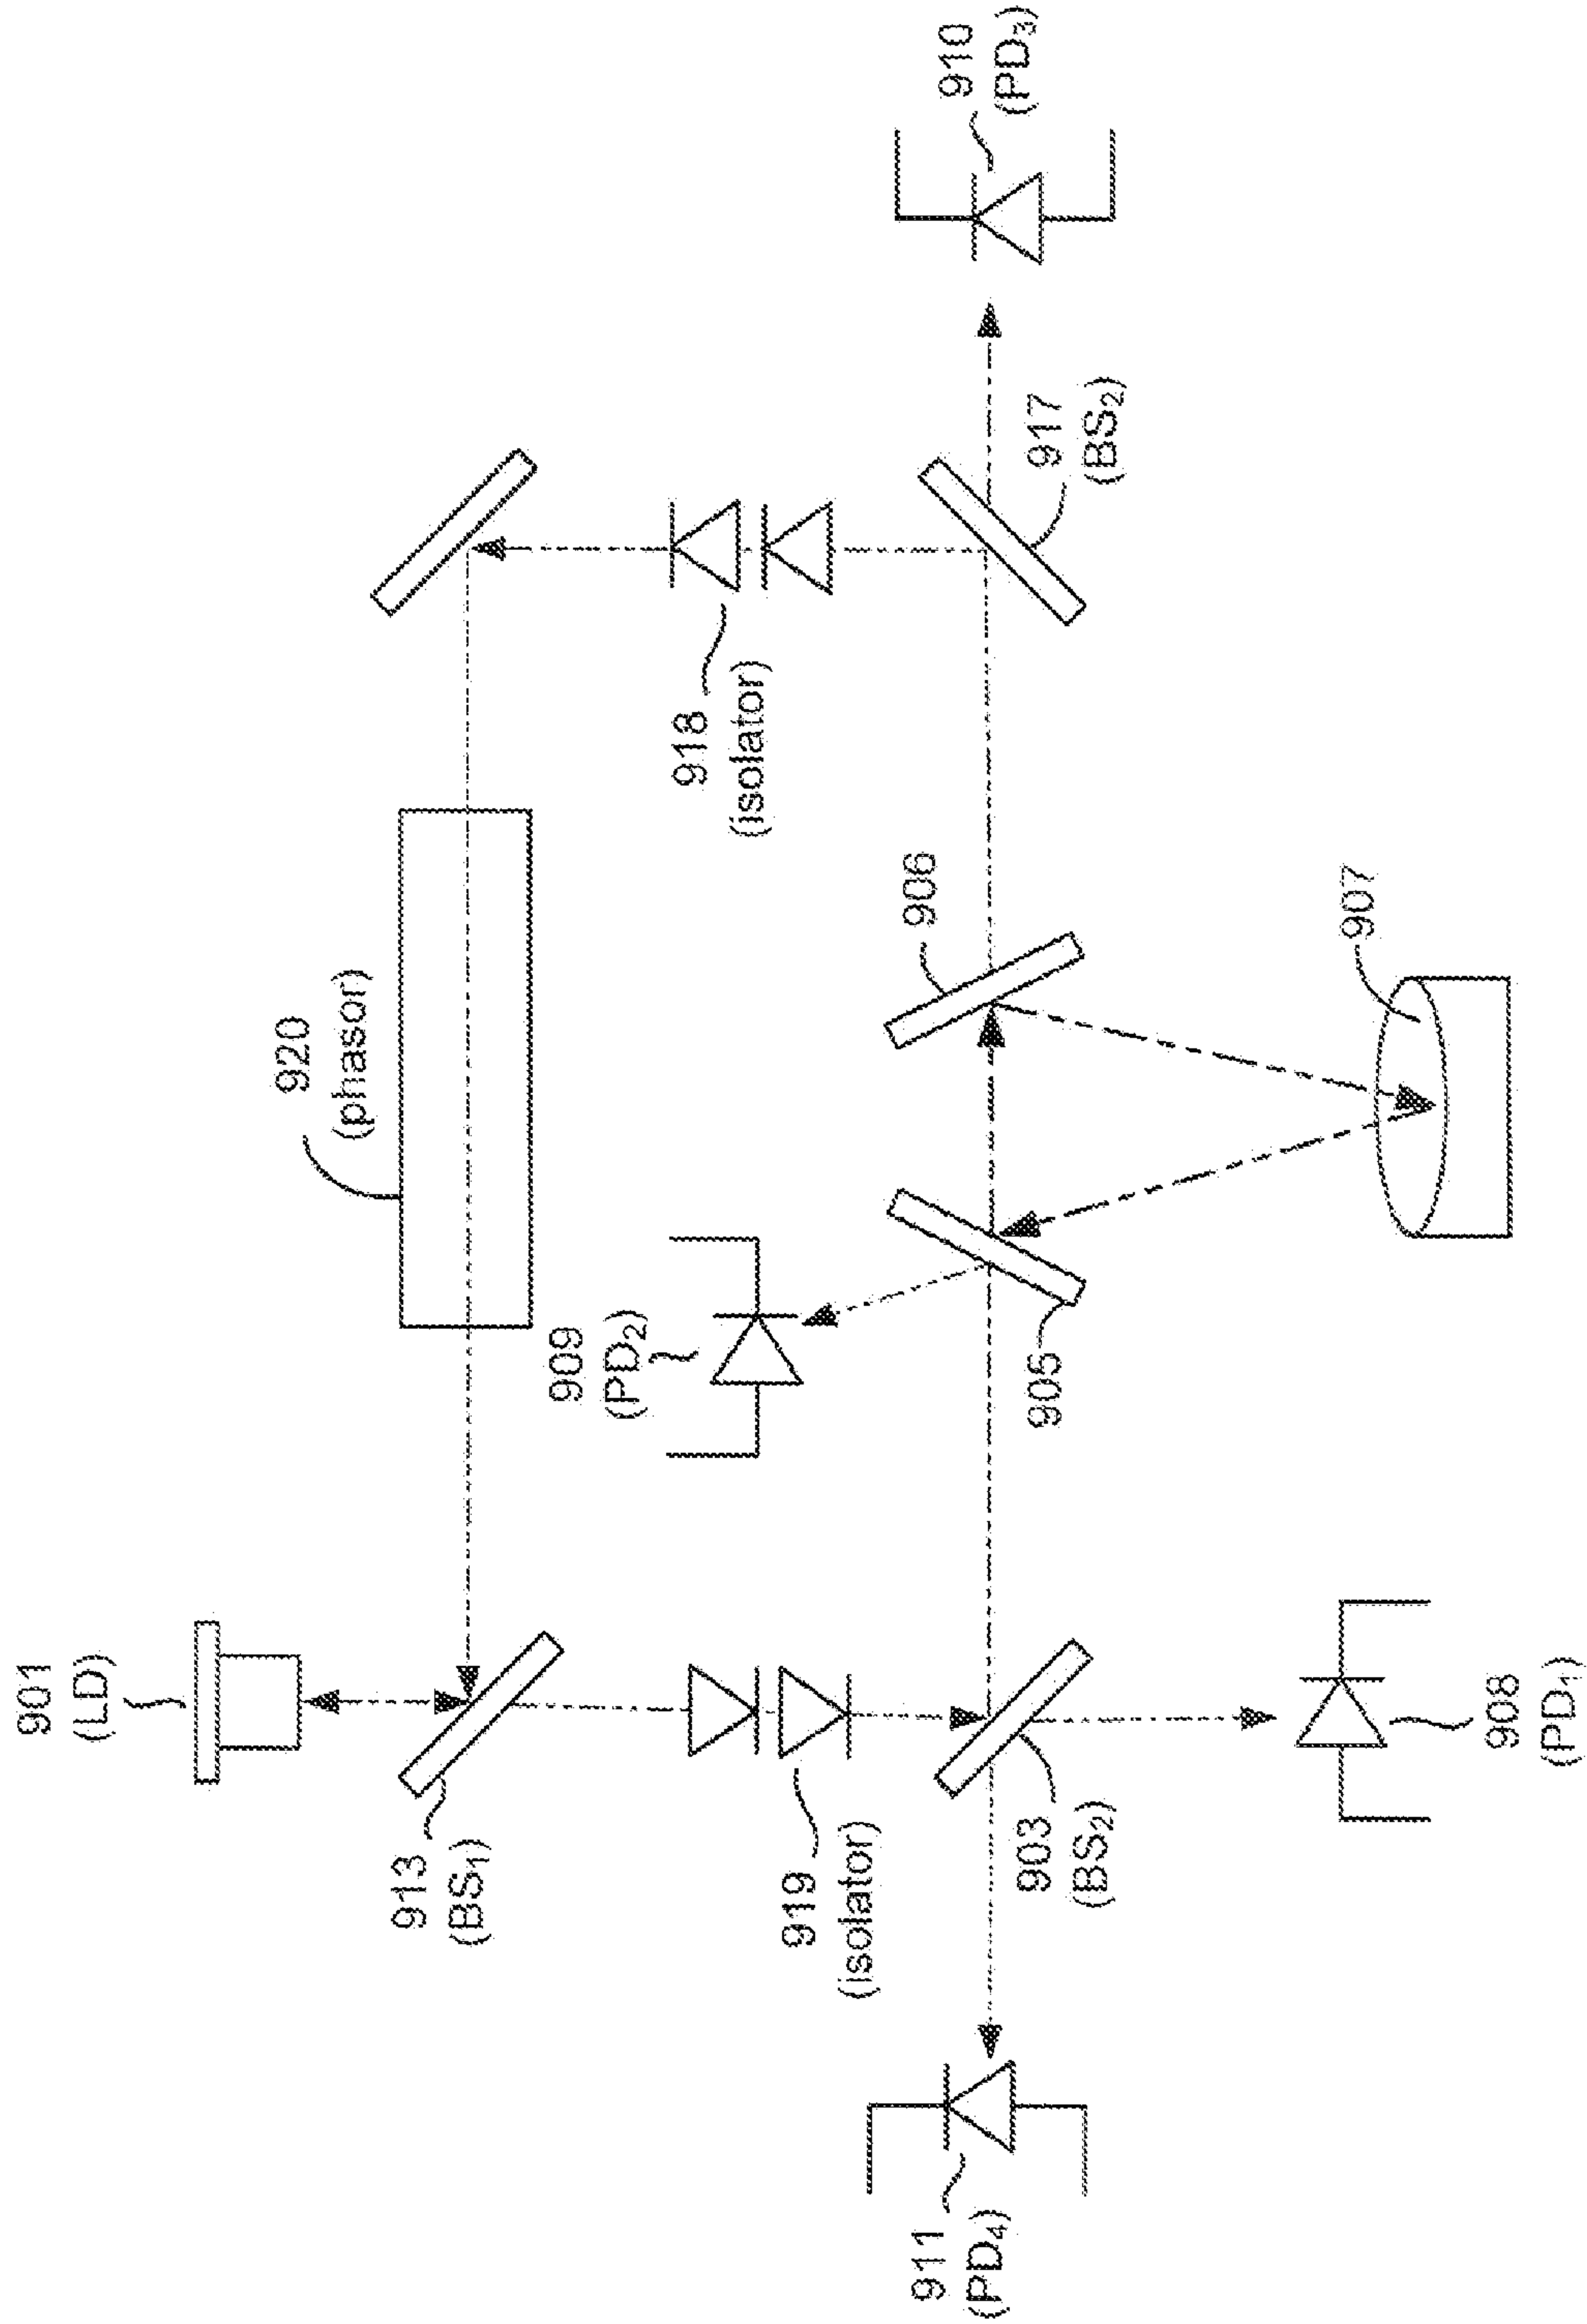 901
(LD)
913
(BS1)
920
(phasor)
919
(isolator)
918
(isolator)
909
(PD2)
906
910
(PD3)
917
(BS2)
905
903
(BS2)
911
(PD4)
907
908
(PD1)